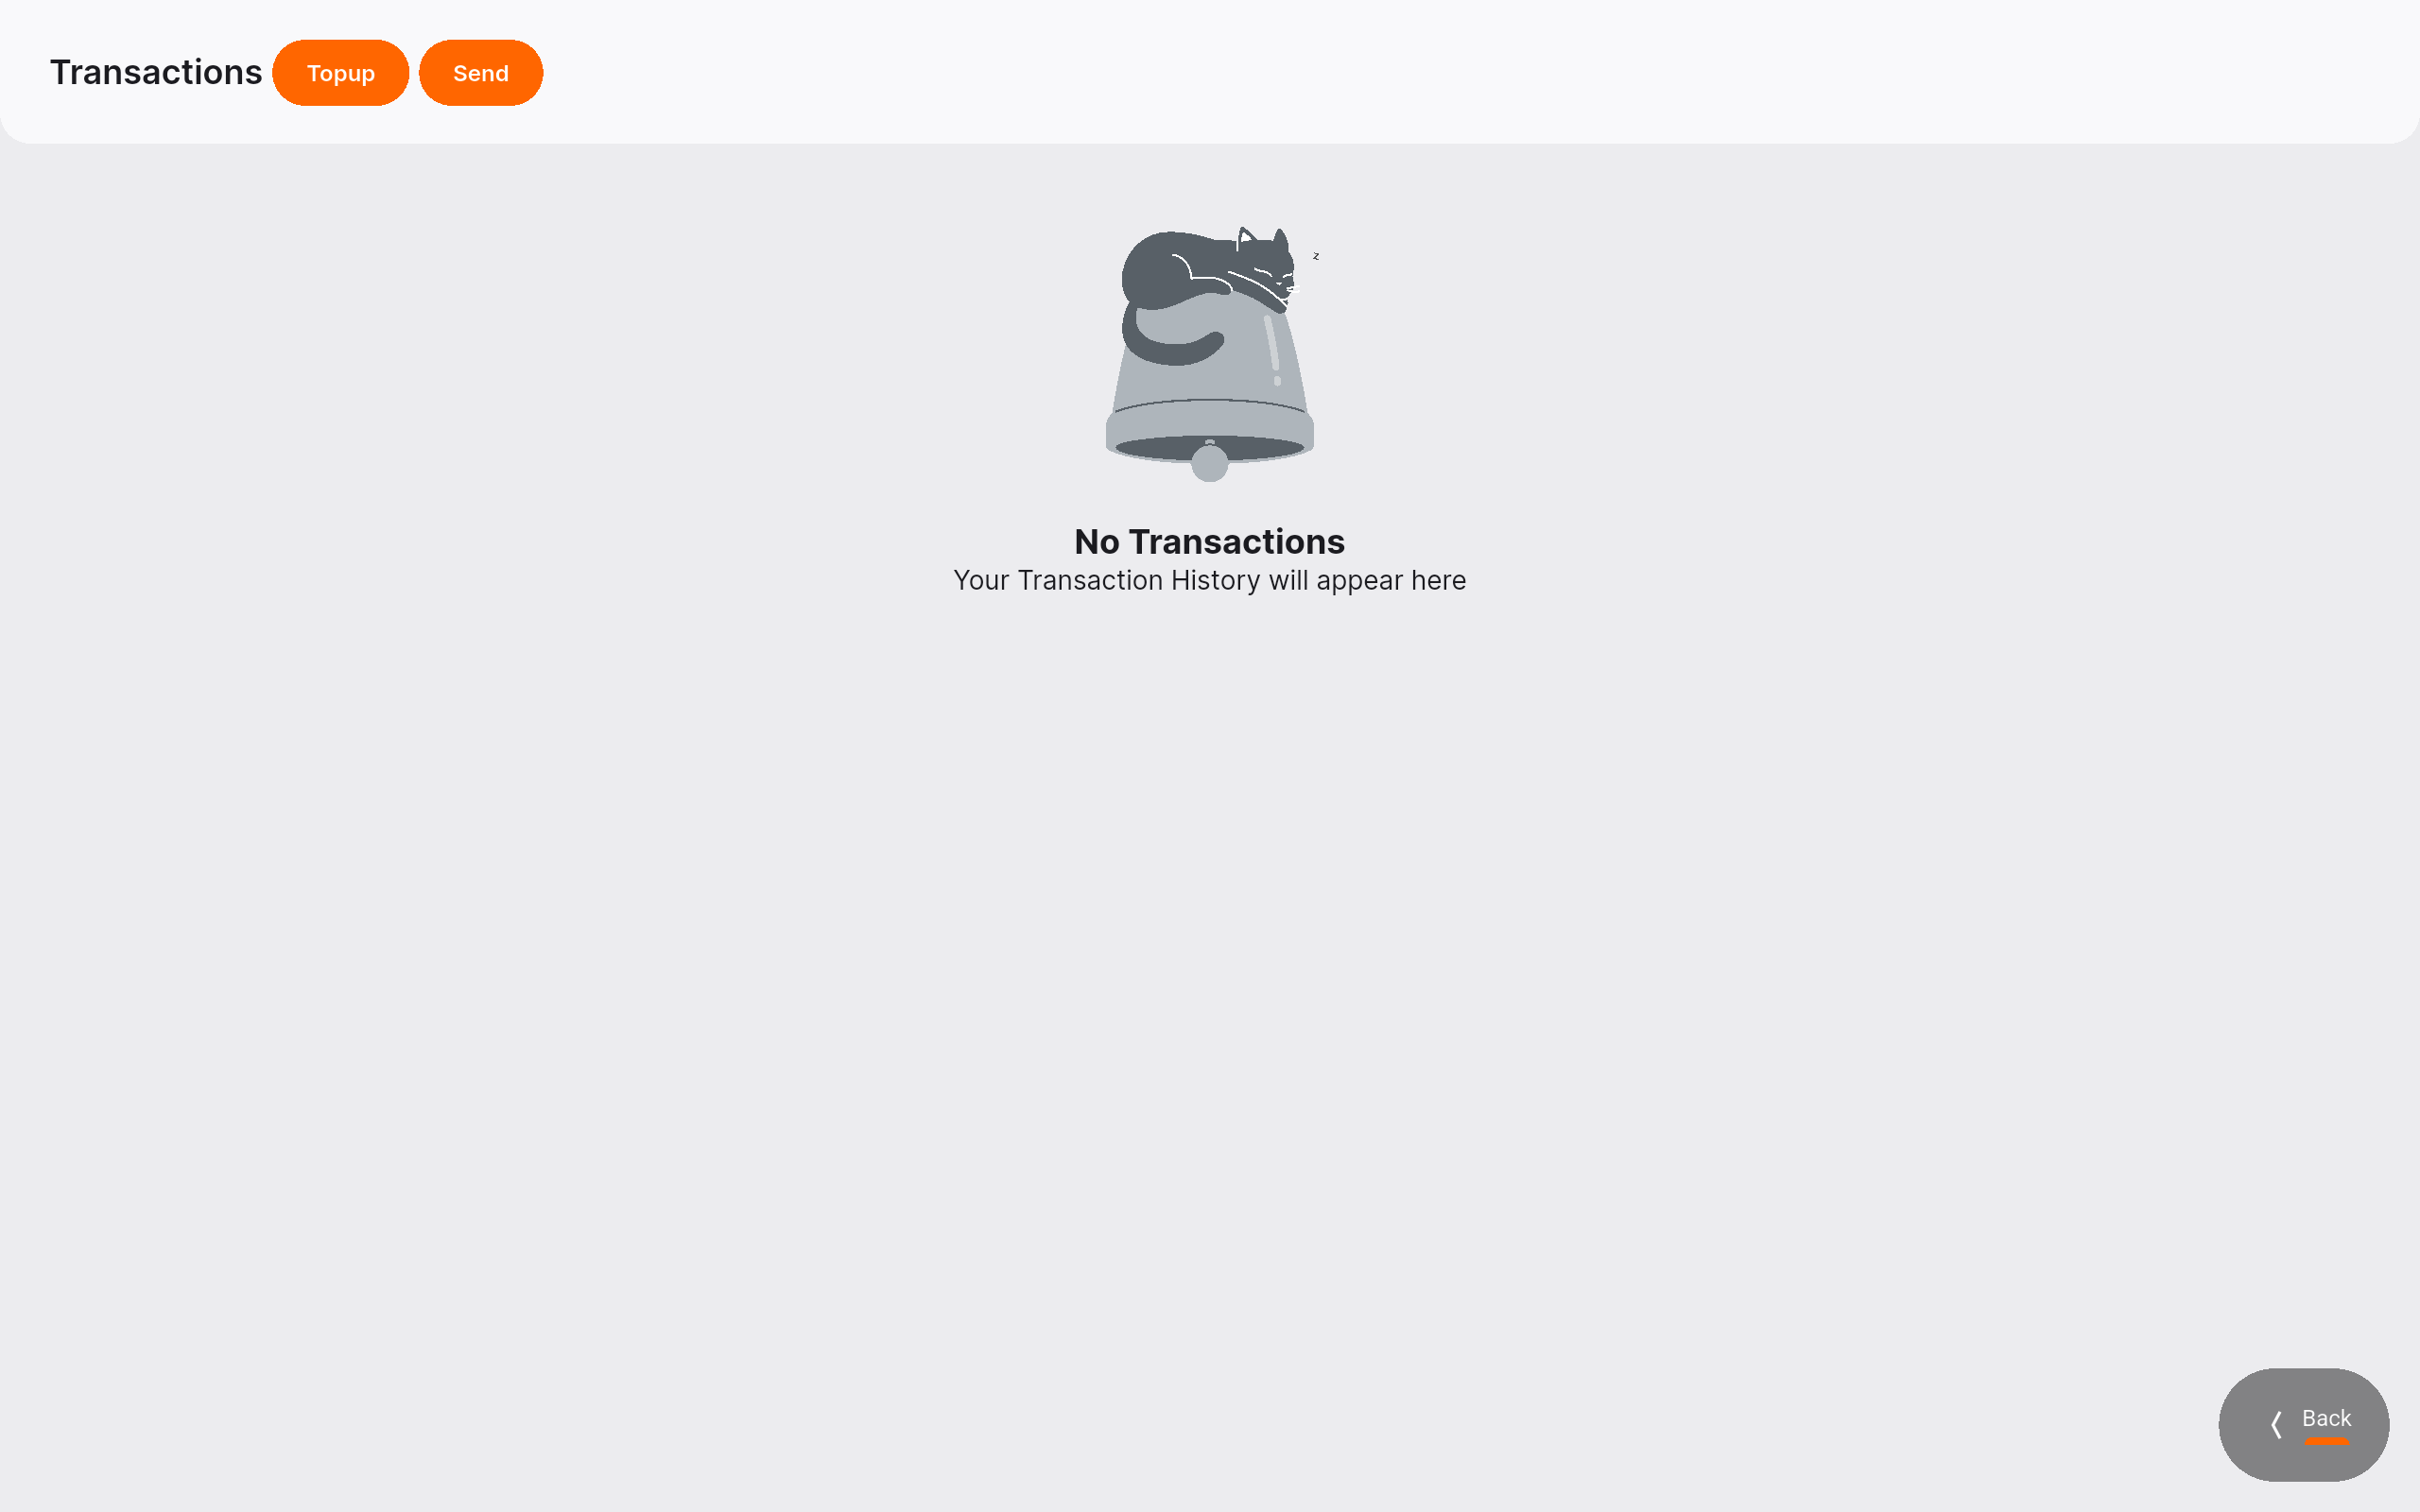 Transactions Topup Send
z
No Transactions
Your Transaction History will appear here
Back